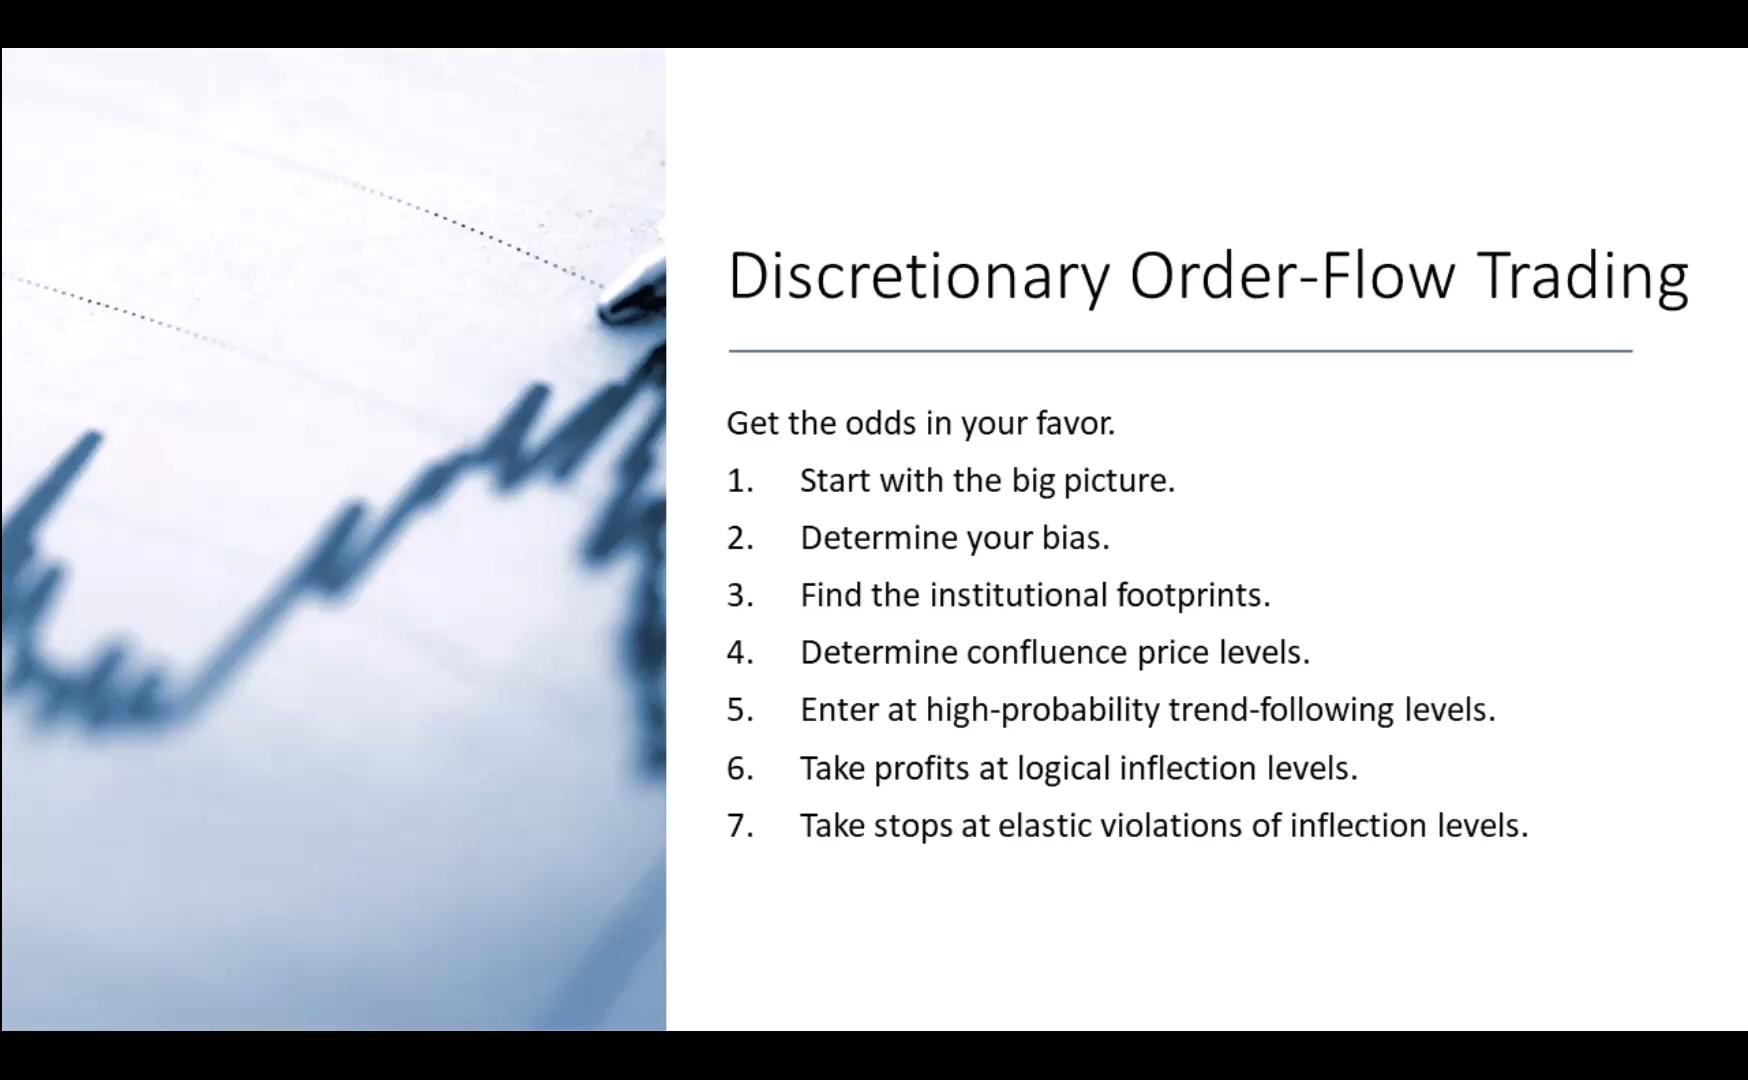 Discretionary Order-Flow Trading
Get the odds in your favor.
1. Start with the big picture.
2. Determine your bias.
3. Find the institutional footprints.
4. Determine confluence price levels.
5. Enter at high-probability trend-following levels.
6. Take profits at logical inflection levels.
7. Take stops at elastic violations of inflection levels.